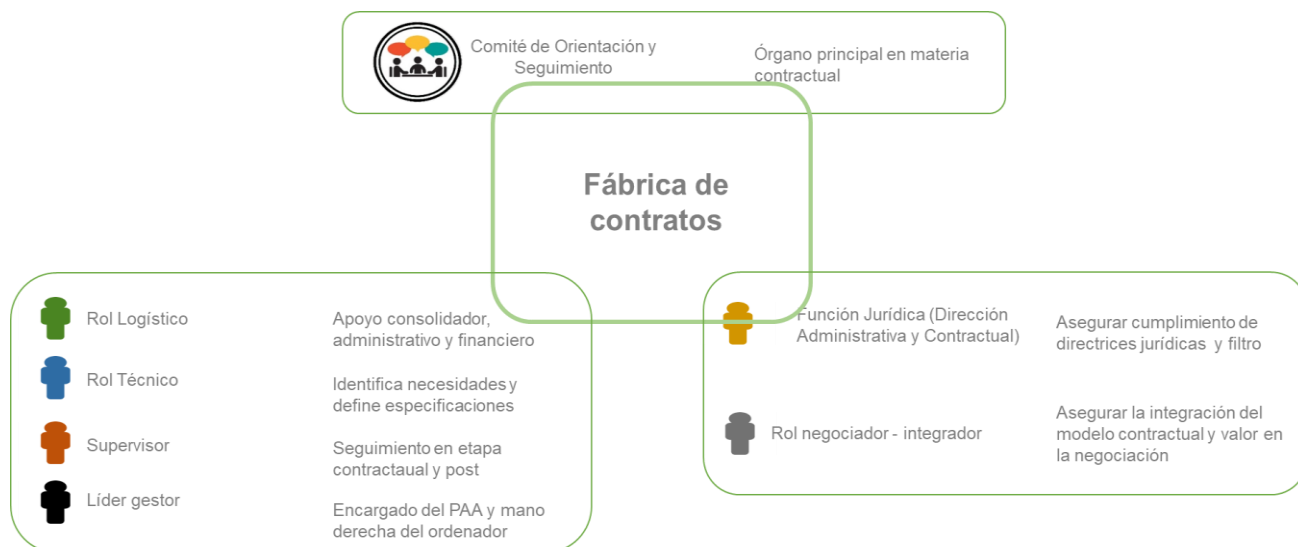 Comité de Orientación y
Seguimiento
Órgano principal en materia
contractual
Fábrica de
contratos
Rol Logístico
Apoyo consolidador,
administrativo y financiero
Rol Técnico
Identifica necesidades y
define especificaciones
Supervisor
Seguimiento en etapa
contractaual y post
Líder gestor
Encargado del PAA y mano
derecha del ordenador
Función Jurídica (Dirección
Administrativa y Contractual)
Asegurar cumplimiento de
directrices jurídicas y filtro
Rol negociador - integrador
Asegurar la integración del
modelo contractual y valor en
la negociación